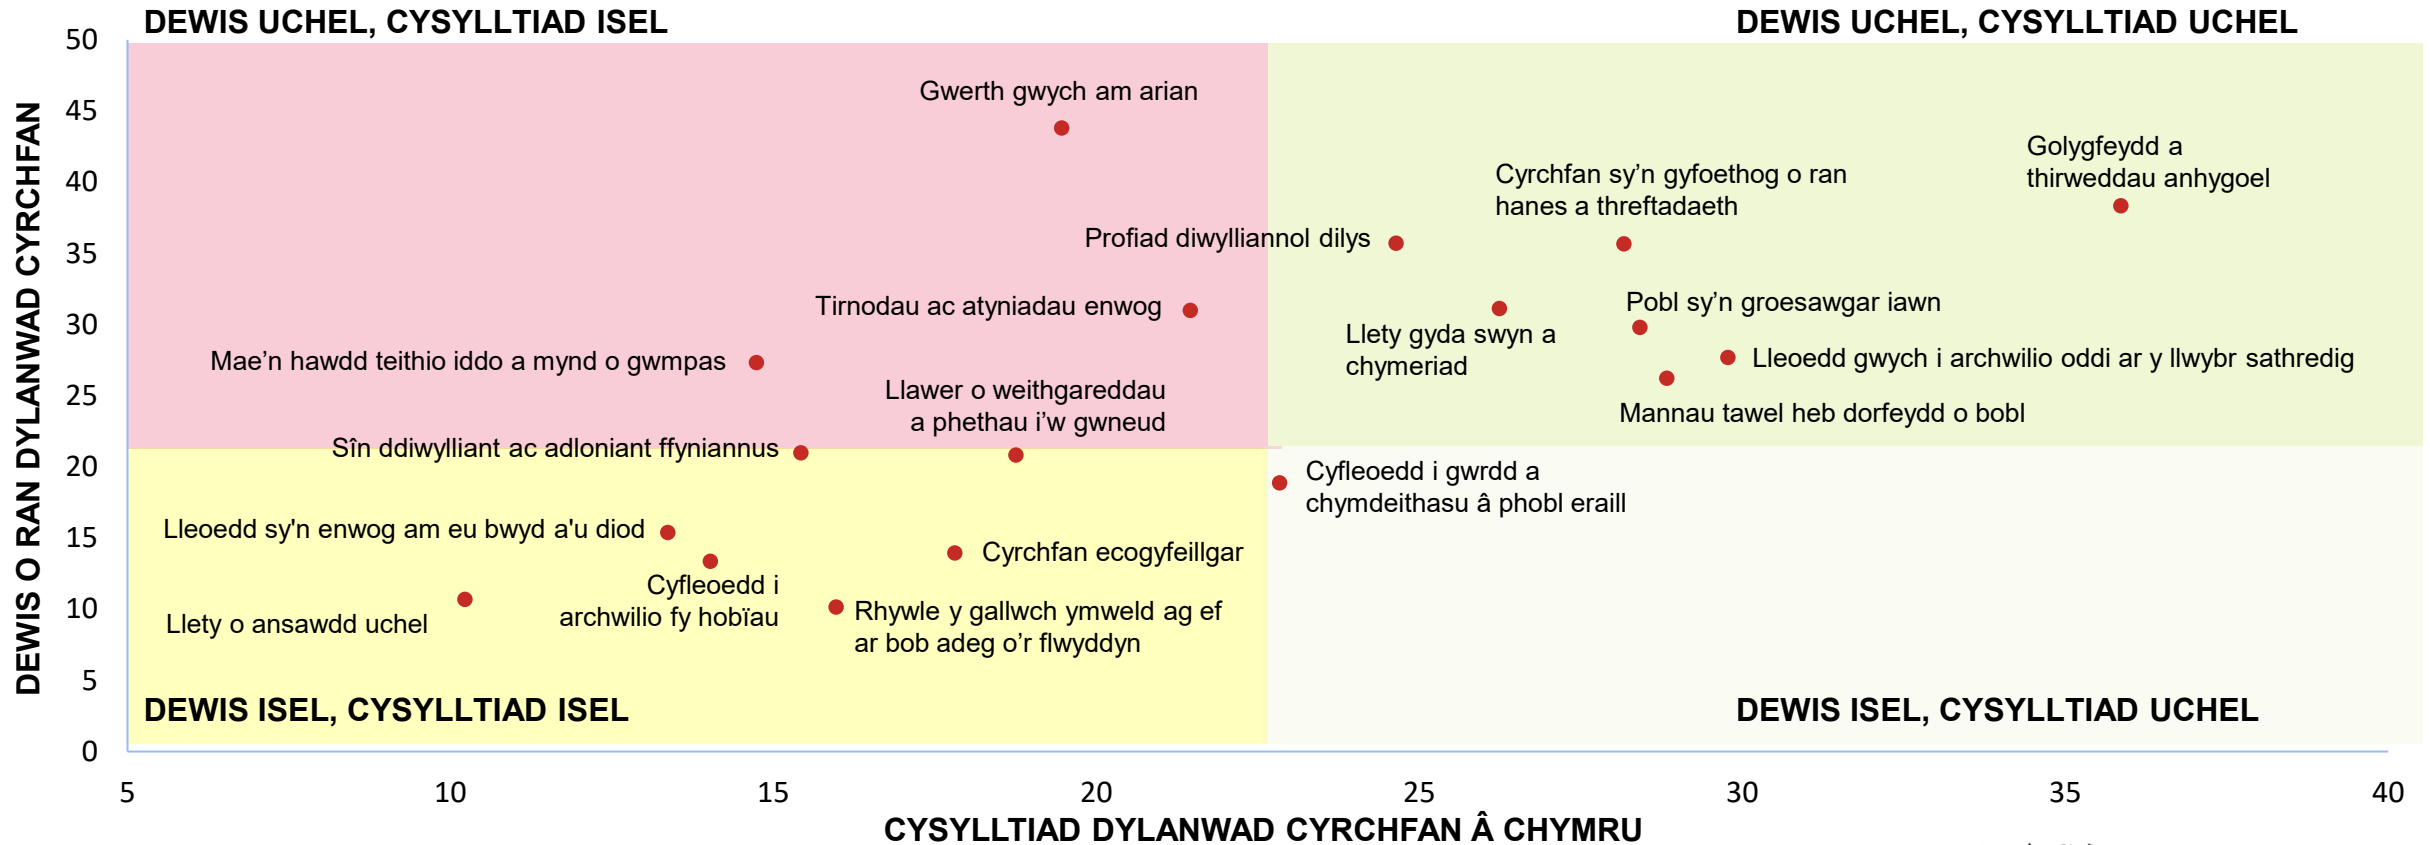 DEWIS UCHEL, CYSYLLTIAD ISEL
DEWIS UCHEL, CYSYLLTIAD UCHEL
DEWIS O RAN DYLANWAD CYRCHFAN
50
45
40
35
30
25
20
15
10
5
0
Gwerth gwych am arian
Golygfeydd a
thirweddau anhygoel
Cyrchfan sy’n gyfoethog o ran
hanes a threftadaeth
Profiad diwylliannol dilys
Tirnodau ac atyniadau enwog
Pobl sy’n groesawgar iawn
Llety gyda swyn a
chymeriad
Mae’n hawdd teithio iddo a mynd o gwmpas
Lleoedd gwych i archwilio oddi ar y llwybr sathredig
Llawer o weithgareddau
a phethau i’w gwneud
Mannau tawel heb dorfeydd o bobl
Sîn ddiwylliant ac adloniant ffyniannus
Cyfleoedd i gwrdd a
chymdeithasu â phobl eraill
Lleoedd sy'n enwog am eu bwyd a'u diod
Cyrchfan ecogyfeillgar
Cyfleoedd i
archwilio fy hobïau
Llety o ansawdd uchel
Rhywle y gallwch ymweld ag ef
ar bob adeg o’r flwyddyn
DEWIS ISEL, CYSYLLTIAD ISEL
DEWIS ISEL, CYSYLLTIAD UCHEL
5
10
15
20
25
30
35
40
CYSYLLTIAD DYLANWAD CYRCHFAN Â CHYMRU